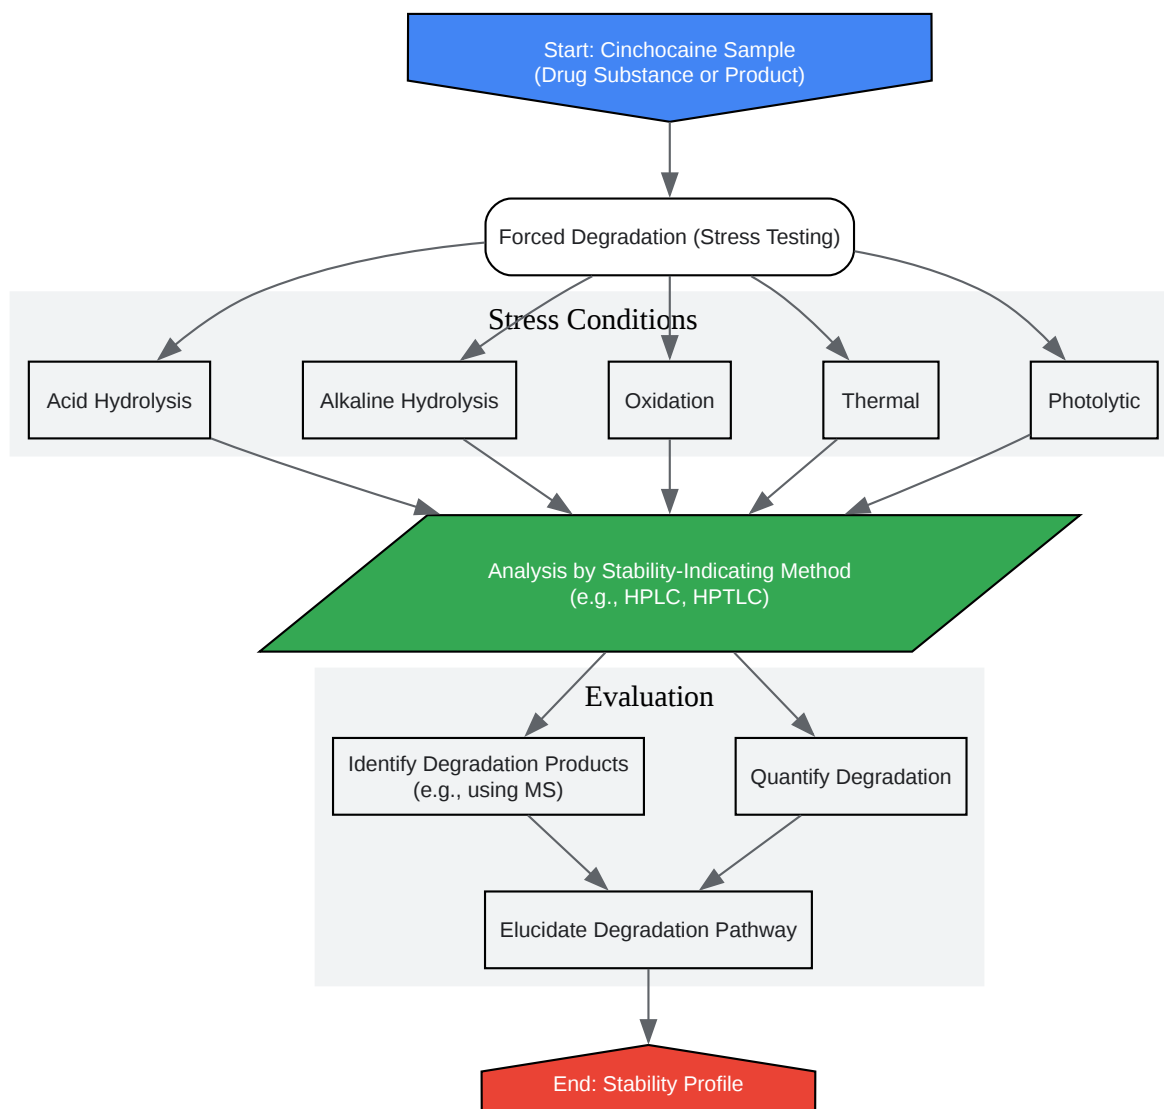 Start: Cinchocaine Sample
(Drug Substance or Product)
Forced Degradation (Stress Testing)
Stress Conditions
Acid Hydrolysis
Alkaline Hydrolysis
Oxidation
Thermal
Photolytic
Analysis by Stability-Indicating Method
(e.g., HPLC, HPTLC)
Evaluation
Identify Degradation Products
(e.g., using MS)
Quantify Degradation
Elucidate Degradation Pathway
End: Stability Profile